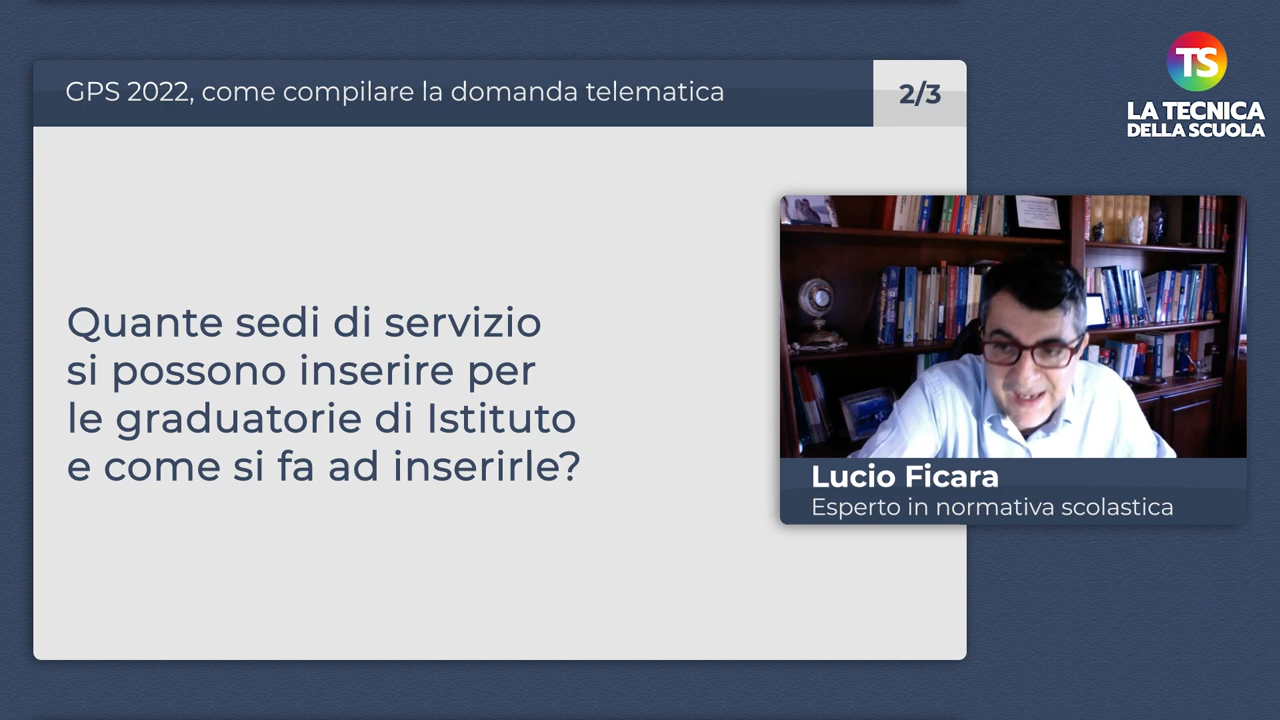 GPS 2022, come compilare la domanda telematica
2/3
TS
LA TECNICA
DELLA SCUOLA
Quante sedi di servizio
si possono inserire per
le graduatorie di Istituto
e come si fa ad inserirle?
Lucio Ficara
Esperto in normativa scolastica